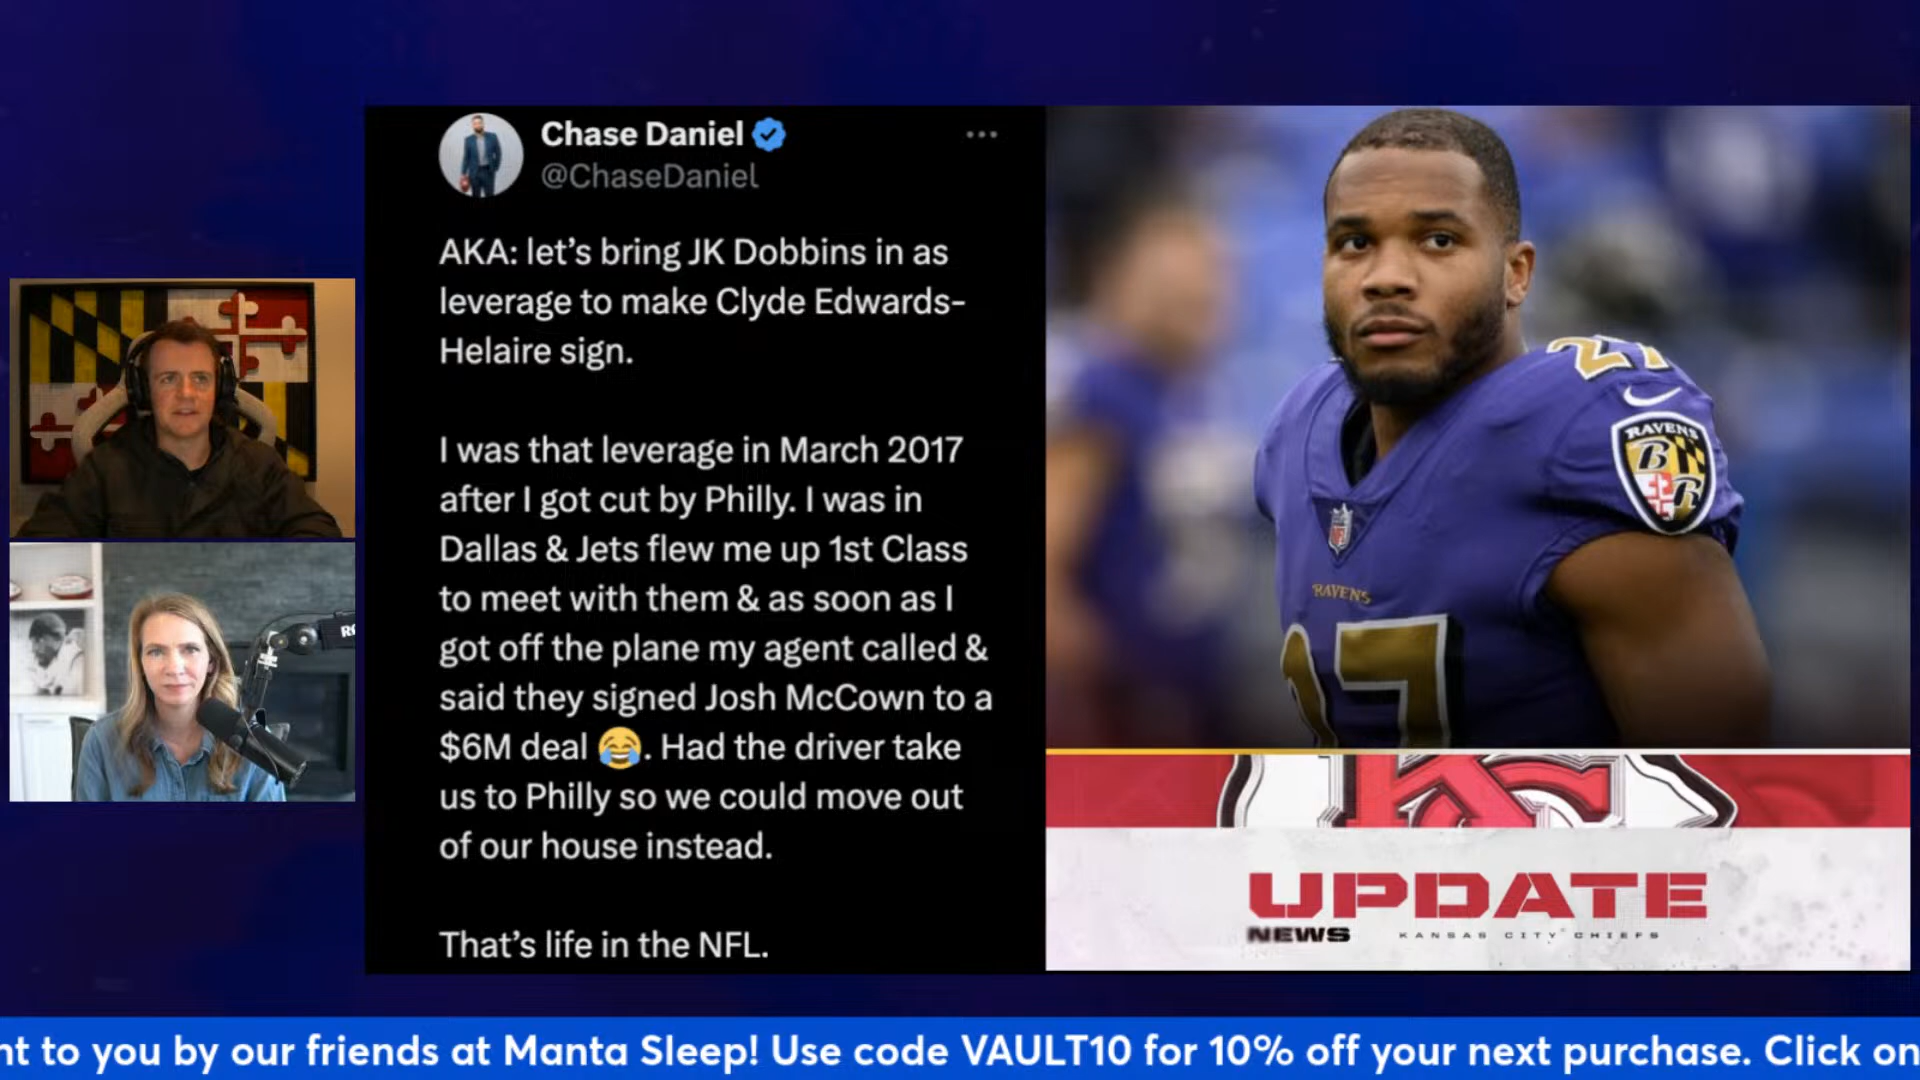 Chase Daniel
@ChaseDaniel
AKA: let's bring JK Dobbins in as
leverage to make Clyde Edwards-
Helaire sign.
I was that leverage in March 2017
after I got cut by Philly. I was in
Dallas & Jets flew me up 1st Class
to meet with them & as soon as I
got off the plane my agent called &
said they signed Josh McCown to a
$6M deal 😂. Had the driver take
us to Philly so we could move out
of our house instead.
That's life in the NFL.
27
RAVENS
B
R
NFL
RAVENS
27
KC
UPDATE
NEWS KANSAS CITY CHIEFS
nt to you by our friends at Manta Sleep! Use code VAULT10 for 10% off your next purchase. Click on